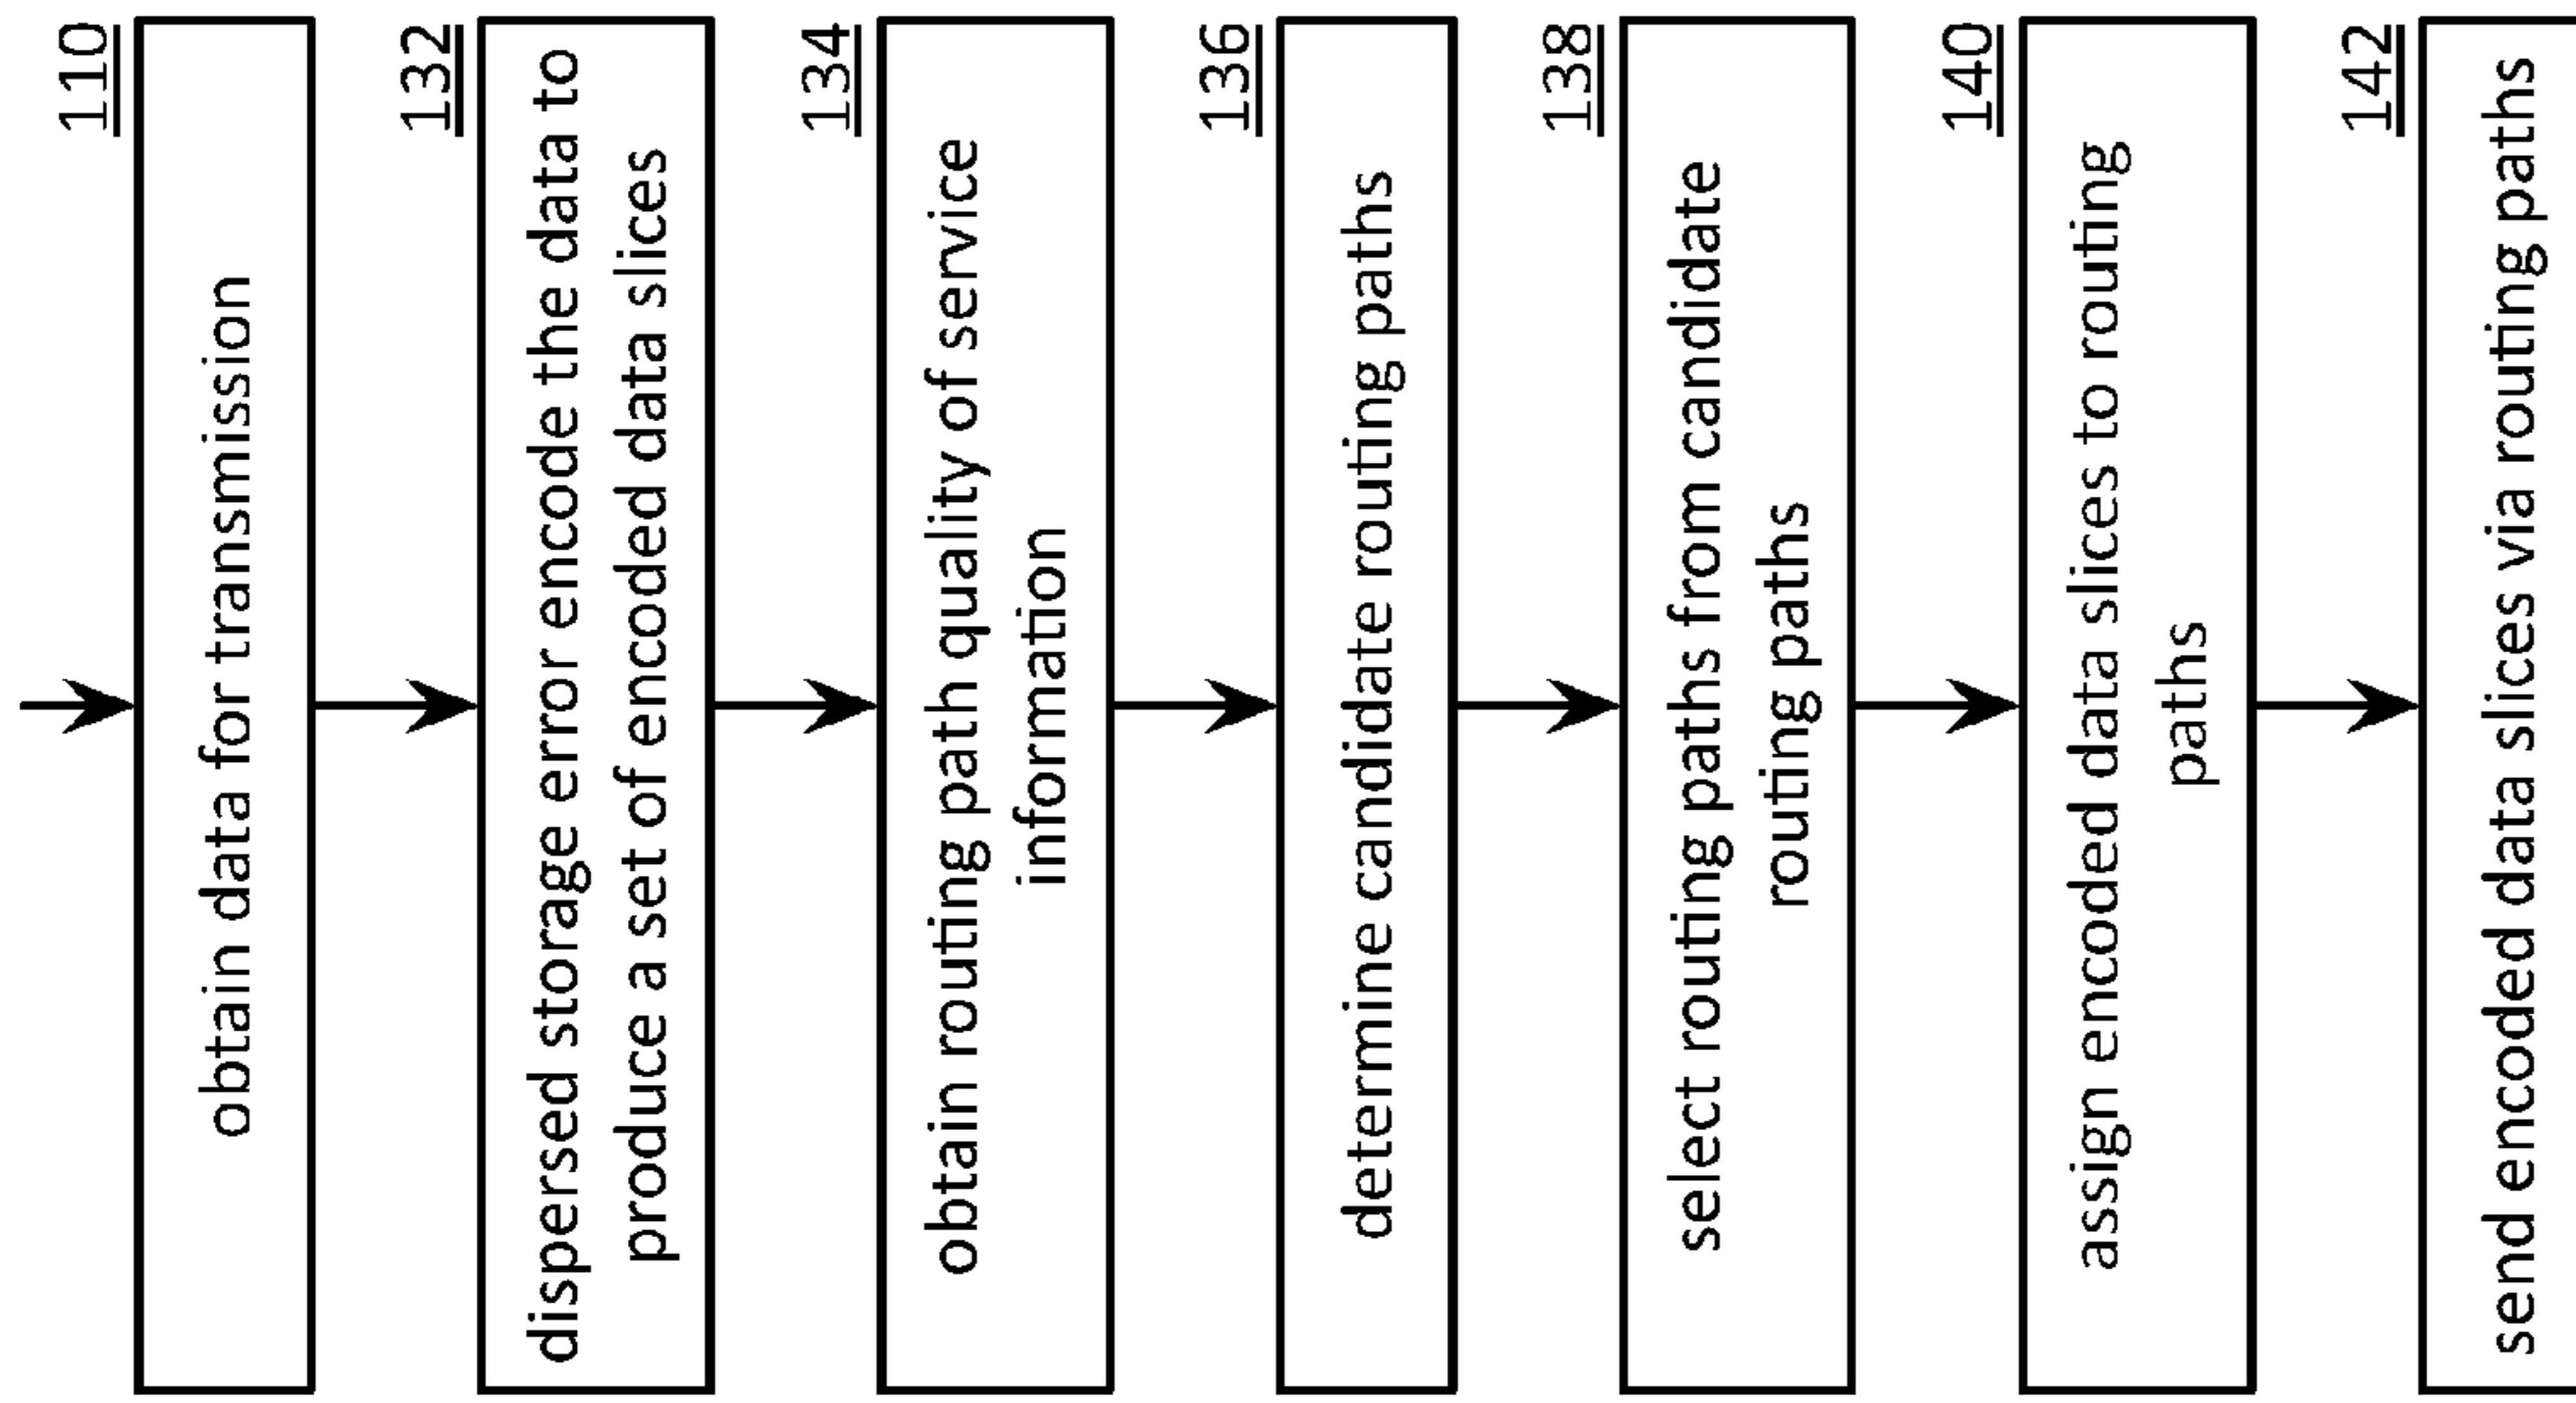 110
obtain data for transmission
132
dispersed storage error encode the data to
produce a set of encoded data slices
134
obtain routing path quality of service
information
136
determine candidate routing paths
138
select routing paths from candidate
routing paths
140
assign encoded data slices to routing
paths
142
send encoded data slices via routing paths